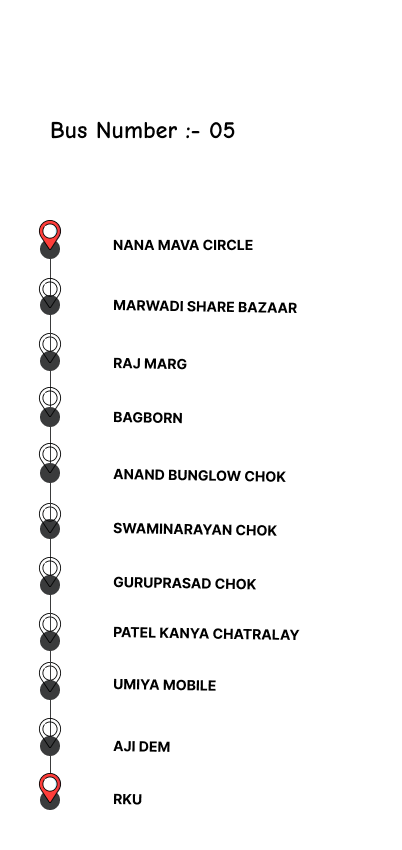 Bus Number :- 05
NANA MAVA CIRCLE
MARWADI SHARE BAZAAR
RAJ MARG
BAGBORN
ANAND BUNGLOW CHOK
SWAMINARAYAN CHOK
GURUPRASAD CHOK
PATEL KANYA CHATRALAY
UMIYA MOBILE
AJI DEM
RKU